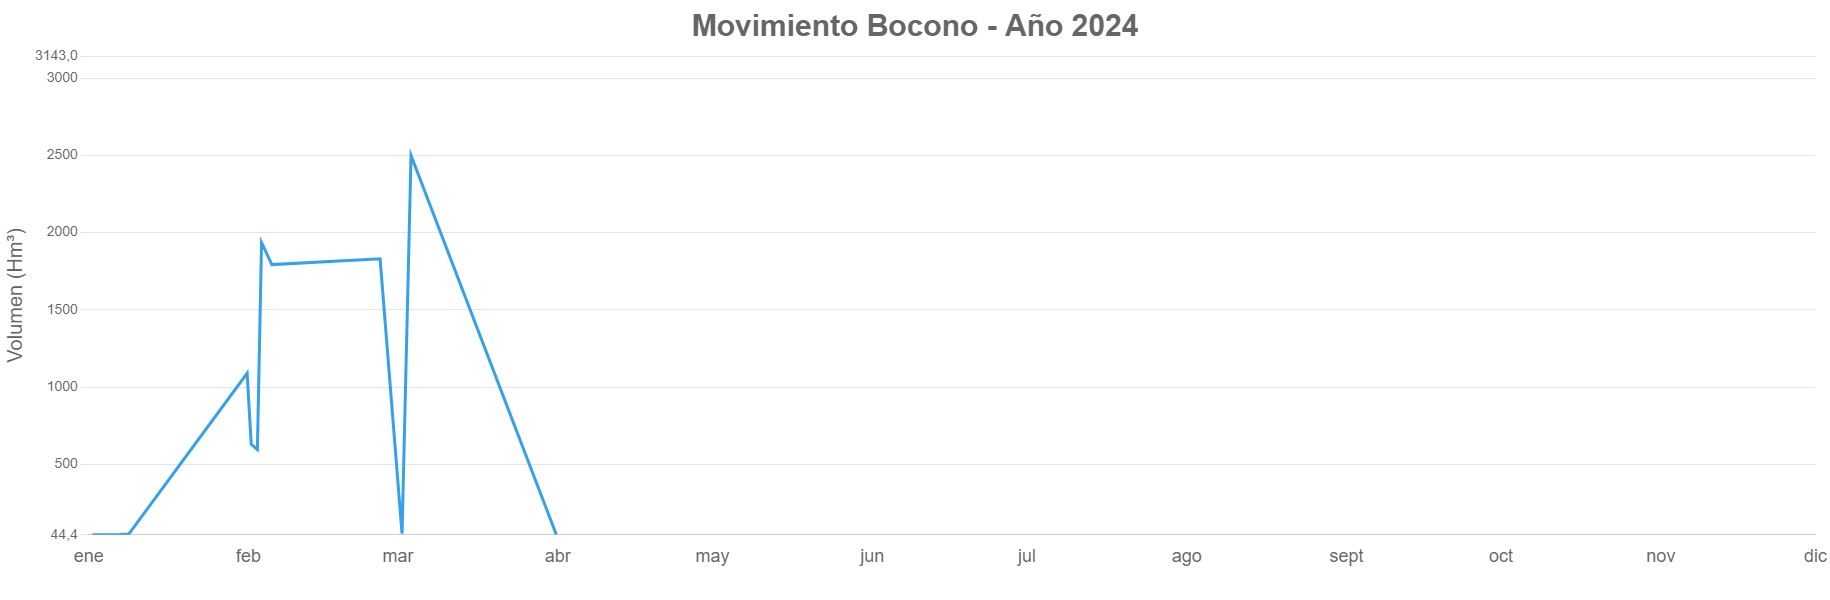 Movimiento Bocono - Año 2024
Volumen (Hm³)
3143,0
3000
2500
2000
1500
1000
500
44,4
ene feb mar abr may jun jul ago sept oct nov dic